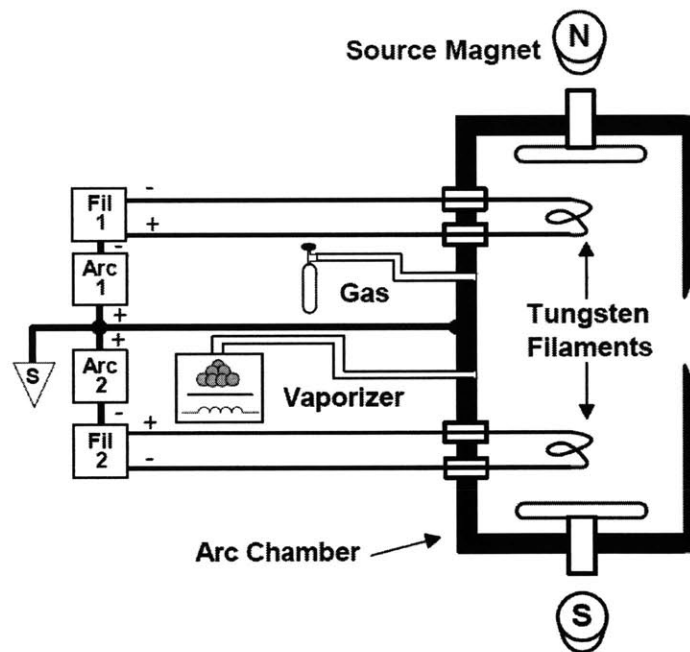 N
Source Magnet
-
Fil
1
+
-
Arc
1
+
Gas
S
+
Arc
2
Vaporizer
Tungsten
Filaments
-
+
Fil
2
-
Arc Chamber
S